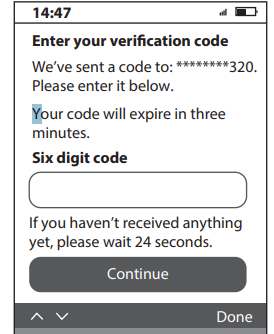 14:47
Enter your verification code
We've sent a code to: ********320.
Please enter it below.
Your code will expire in three
minutes.
Six digit code
If you haven't received anything
yet, please wait 24 seconds.
Continue
Done